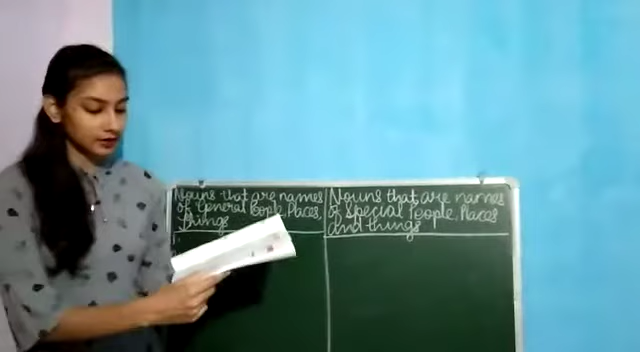 Nouns that are names
of General People, Places,
things
Nouns that are names
of special People, Places
and things